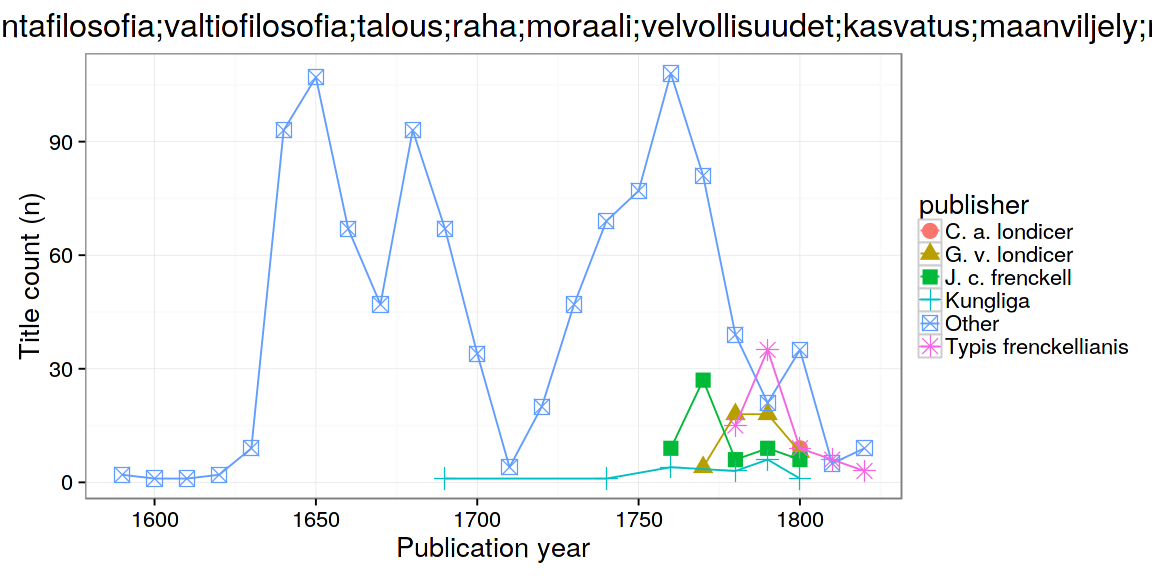 ntafilosofia;valtiofilosofia;talous;raha;moraali;velvollisuudet;kasvatus;maanviljely;
90
60
30
0
Title count (n)
1600 1650 1700 1750 1800
Publication year
publisher
C. a. londicer
G. v. londicer
J. c. frenckell
Kungliga
Other
Typis frenckellianis